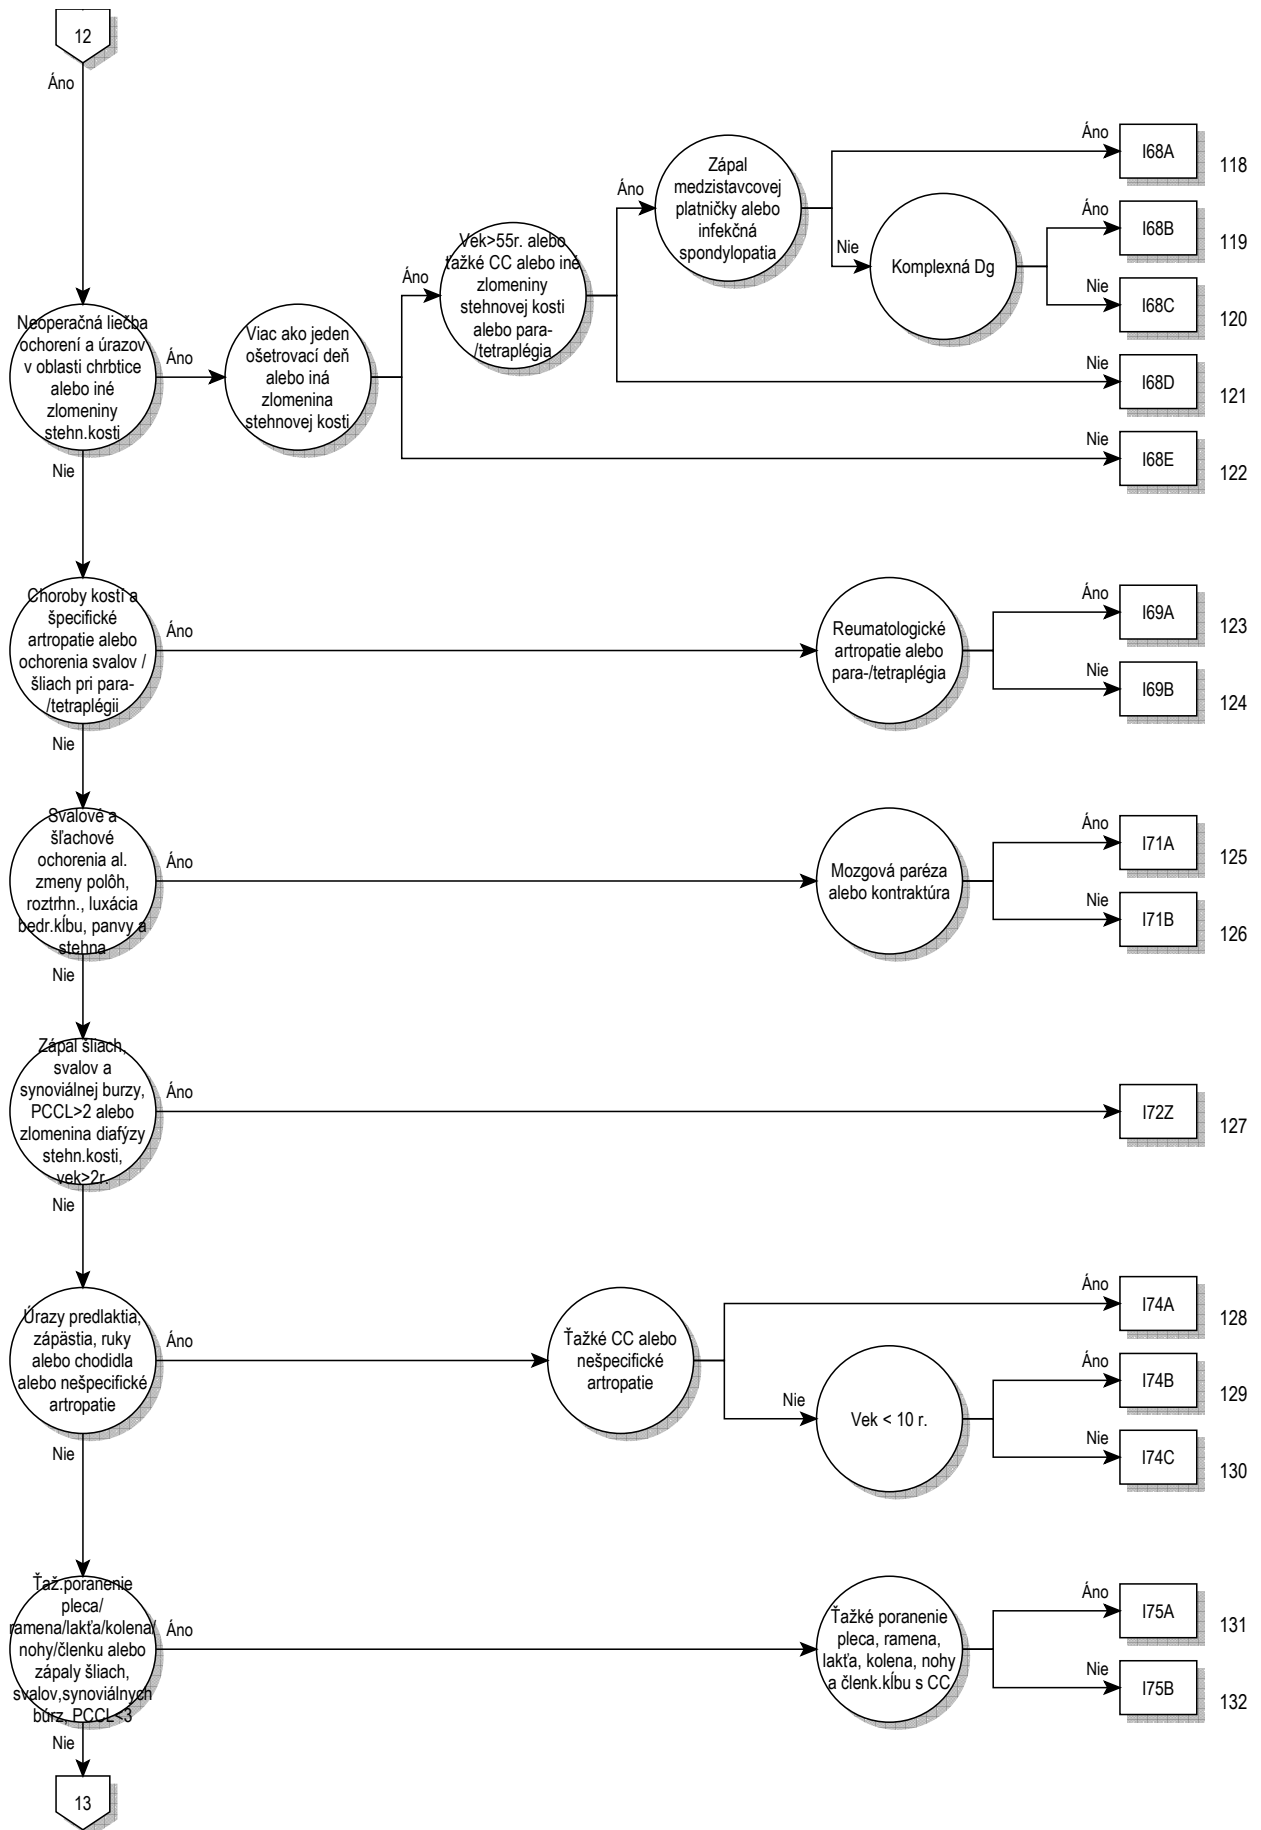 12
Áno
Neoperačná liečba
ochorení a úrazov
v oblasti chrbtice
alebo iné
zlomeniny
stehn.kosti
Áno
Viac ako jeden
ošetrovací deň
alebo iná
zlomenina
stehnovej kosti
Áno
Vek>55r. alebo
ťažké CC alebo iné
zlomeniny
stehnovej kosti
alebo para-
/tetraplégia
Áno
Zápal
medzistavcovej
platničky alebo
infekčná
spondylopatia
Áno
I68A
118
Nie
Komplexná Dg
Áno
I68B
119
Nie
I68C
120
Nie
I68D
121
Nie
I68E
122
Nie
Choroby kostí a
špecifické
artropatie alebo
ochorenia svalov /
šliach pri para-
/tetraplégii
Áno
Reumatologické
artropatie alebo
para-/tetraplégia
Áno
I69A
123
Nie
I69B
124
Nie
Svalové a
šľachové
ochorenia al.
zmeny polôh,
roztrhn., luxácia
bedr.kĺbu, panvy a
stehna
Áno
Mozgová paréza
alebo kontraktúra
Áno
I71A
125
Nie
I71B
126
Nie
Zápal šliach,
svalov a
synoviálnej burzy,
PCCL>2 alebo
zlomenina diafýzy
stehn.kosti,
vek>2r.
Áno
I72Z
127
Nie
Úrazy predlaktia,
zápästia, ruky
alebo chodidla
alebo nešpecifické
artropatie
Áno
Ťažké CC alebo
nešpecifické
artropatie
Áno
I74A
128
Nie
Vek < 10 r.
Áno
I74B
129
Nie
I74C
130
Nie
Ťaž.poranenie
pleca/
ramena/lakťa/kolena/
nohy/členku alebo
zápaly šliach,
svalov,synoviálnych
búrz, PCCL<3
Áno
Ťažké poranenie
pleca, ramena,
lakťa, kolena, nohy
a členk.kĺbu s CC
Áno
I75A
131
Nie
I75B
132
Nie
13